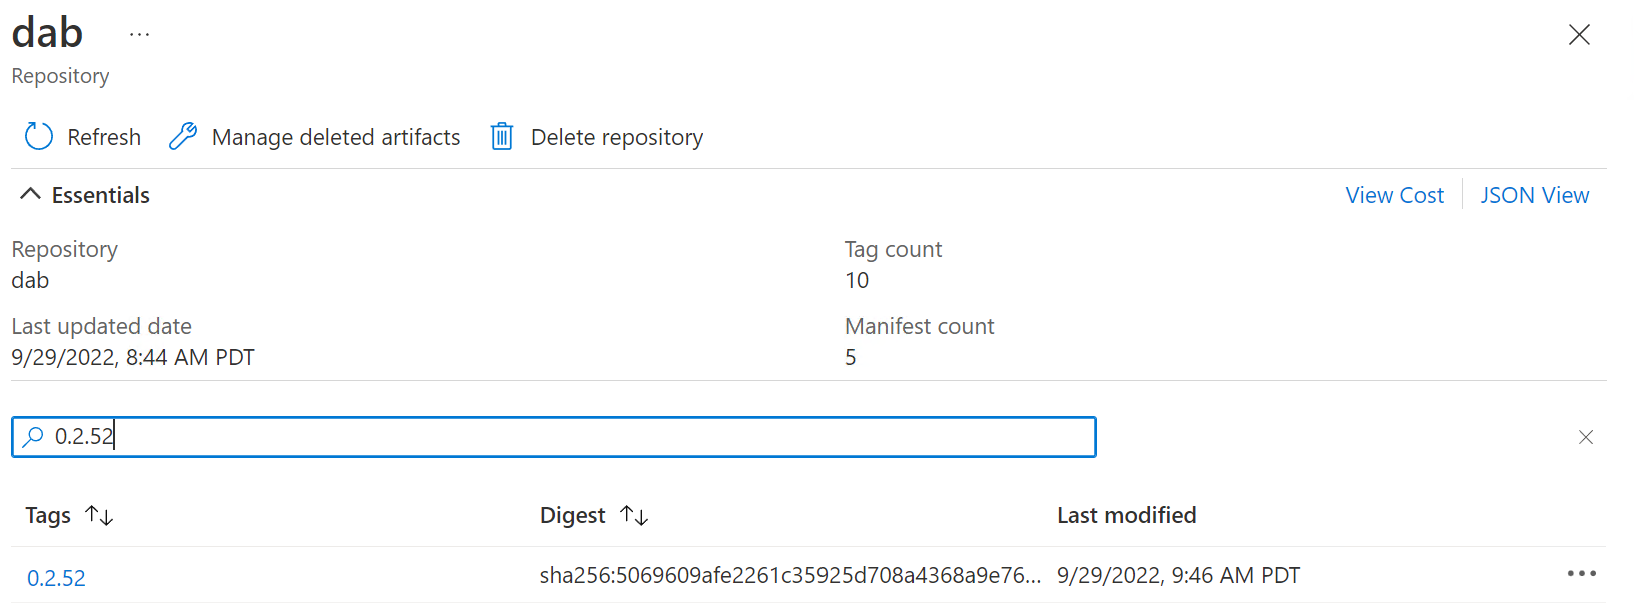 dab ...
Repository
Refresh Manage deleted artifacts Delete repository
Essentials View Cost JSON View
Repository Tag count
dab 10
Last updated date Manifest count
9/29/2022, 8:44 AM PDT 5
0.2.52
Tags Digest Last modified
0.2.52 sha256:5069609afe2261c35925d708a4368a9e76... 9/29/2022, 9:46 AM PDT ...